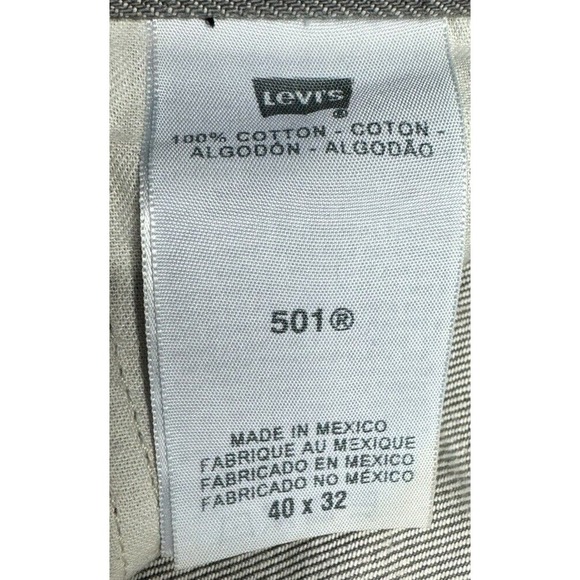 Levi's
®
100% COTTON - COTON -
ALGODÓN - ALGODÃO
501®
MADE IN MEXICO
FABRIQUE AU MEXIQUE
FABRICADO EN MÉXICO
FABRICADO NO MÉXICO
40 x 32